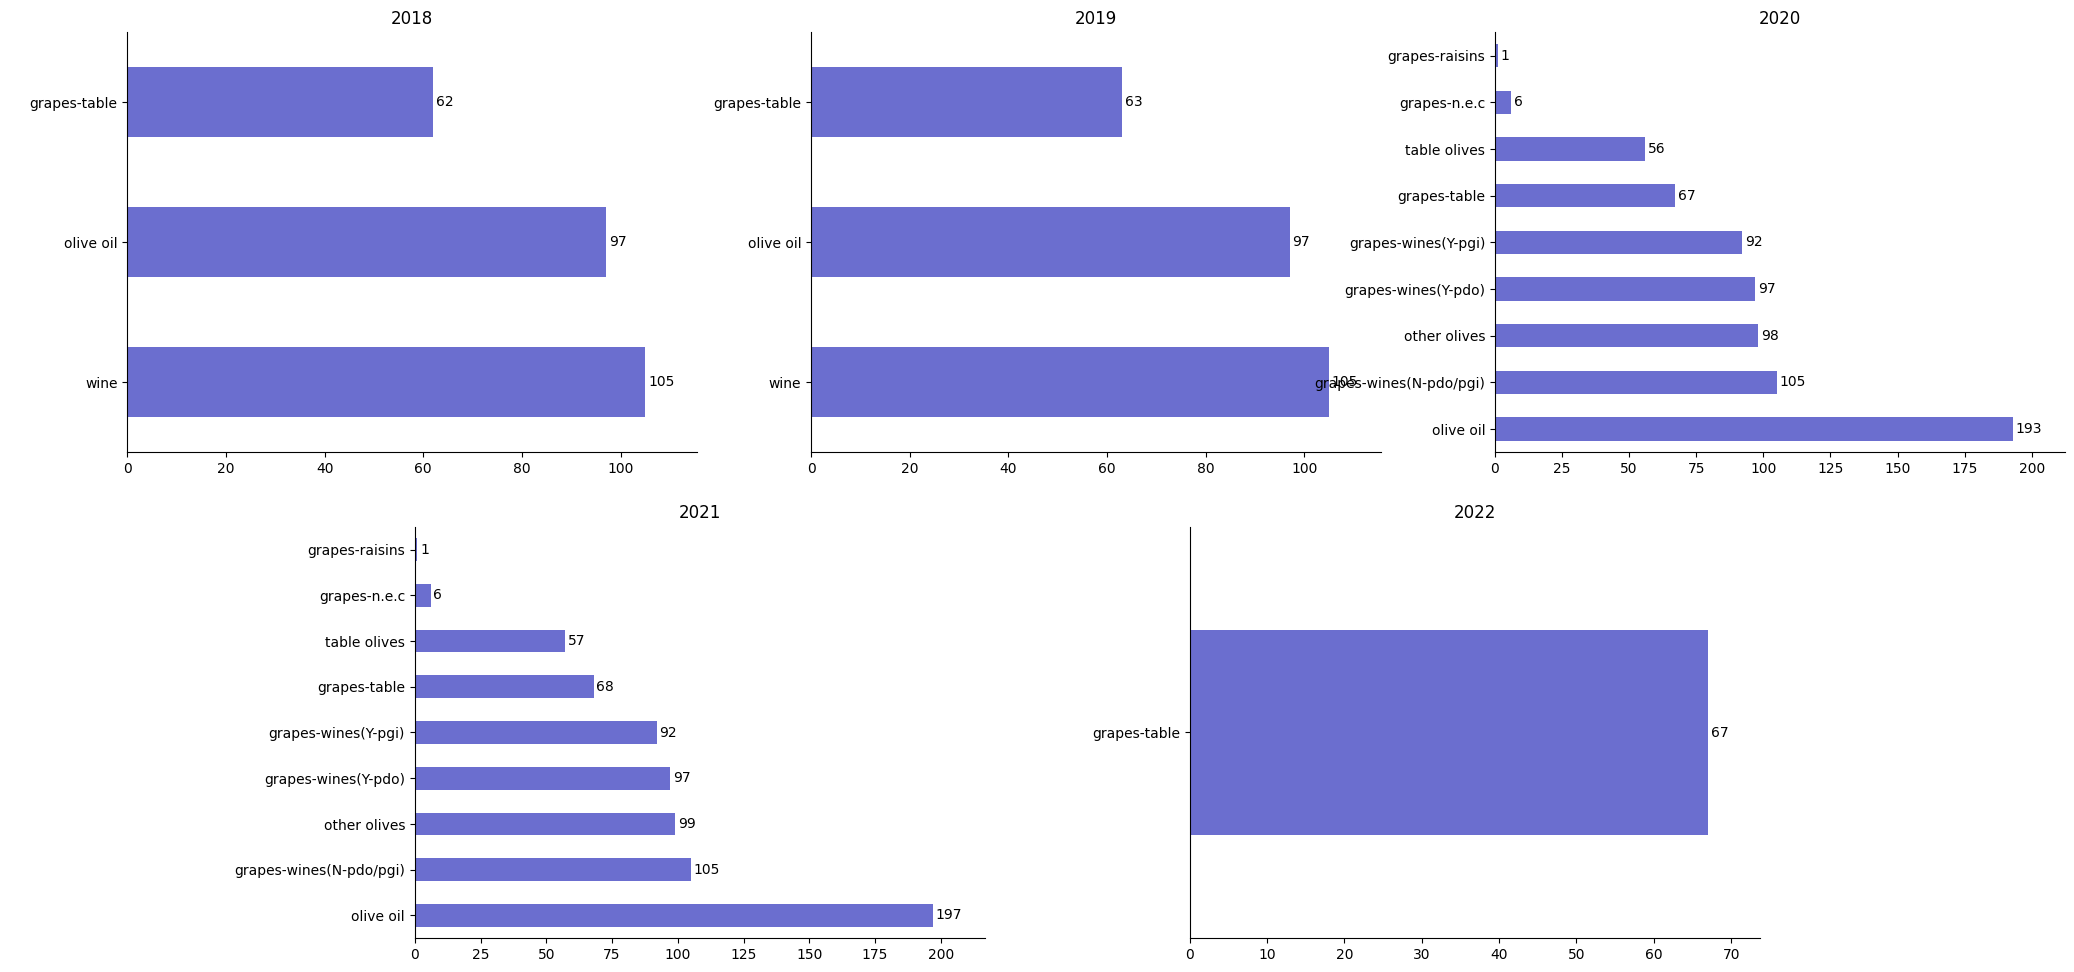 2018
grapes-table 62
olive oil 97
wine 105
0 20 40 60 80 100
2019
grapes-table 63
olive oil 97
wine 105
0 20 40 60 80 100
2020
grapes-raisins 1
grapes-n.e.c 6
table olives 56
grapes-table 67
grapes-wines(Y-pgi) 92
grapes-wines(Y-pdo) 97
other olives 98
grapes-wines(N-pdo/pgi) 105
olive oil 193
0 25 50 75 100 125 150 175 200
2021
grapes-raisins 1
grapes-n.e.c 6
table olives 57
grapes-table 68
grapes-wines(Y-pgi) 92
grapes-wines(Y-pdo) 97
other olives 99
grapes-wines(N-pdo/pgi) 105
olive oil 197
0 25 50 75 100 125 150 175 200
2022
grapes-table 67
0 10 20 30 40 50 60 70